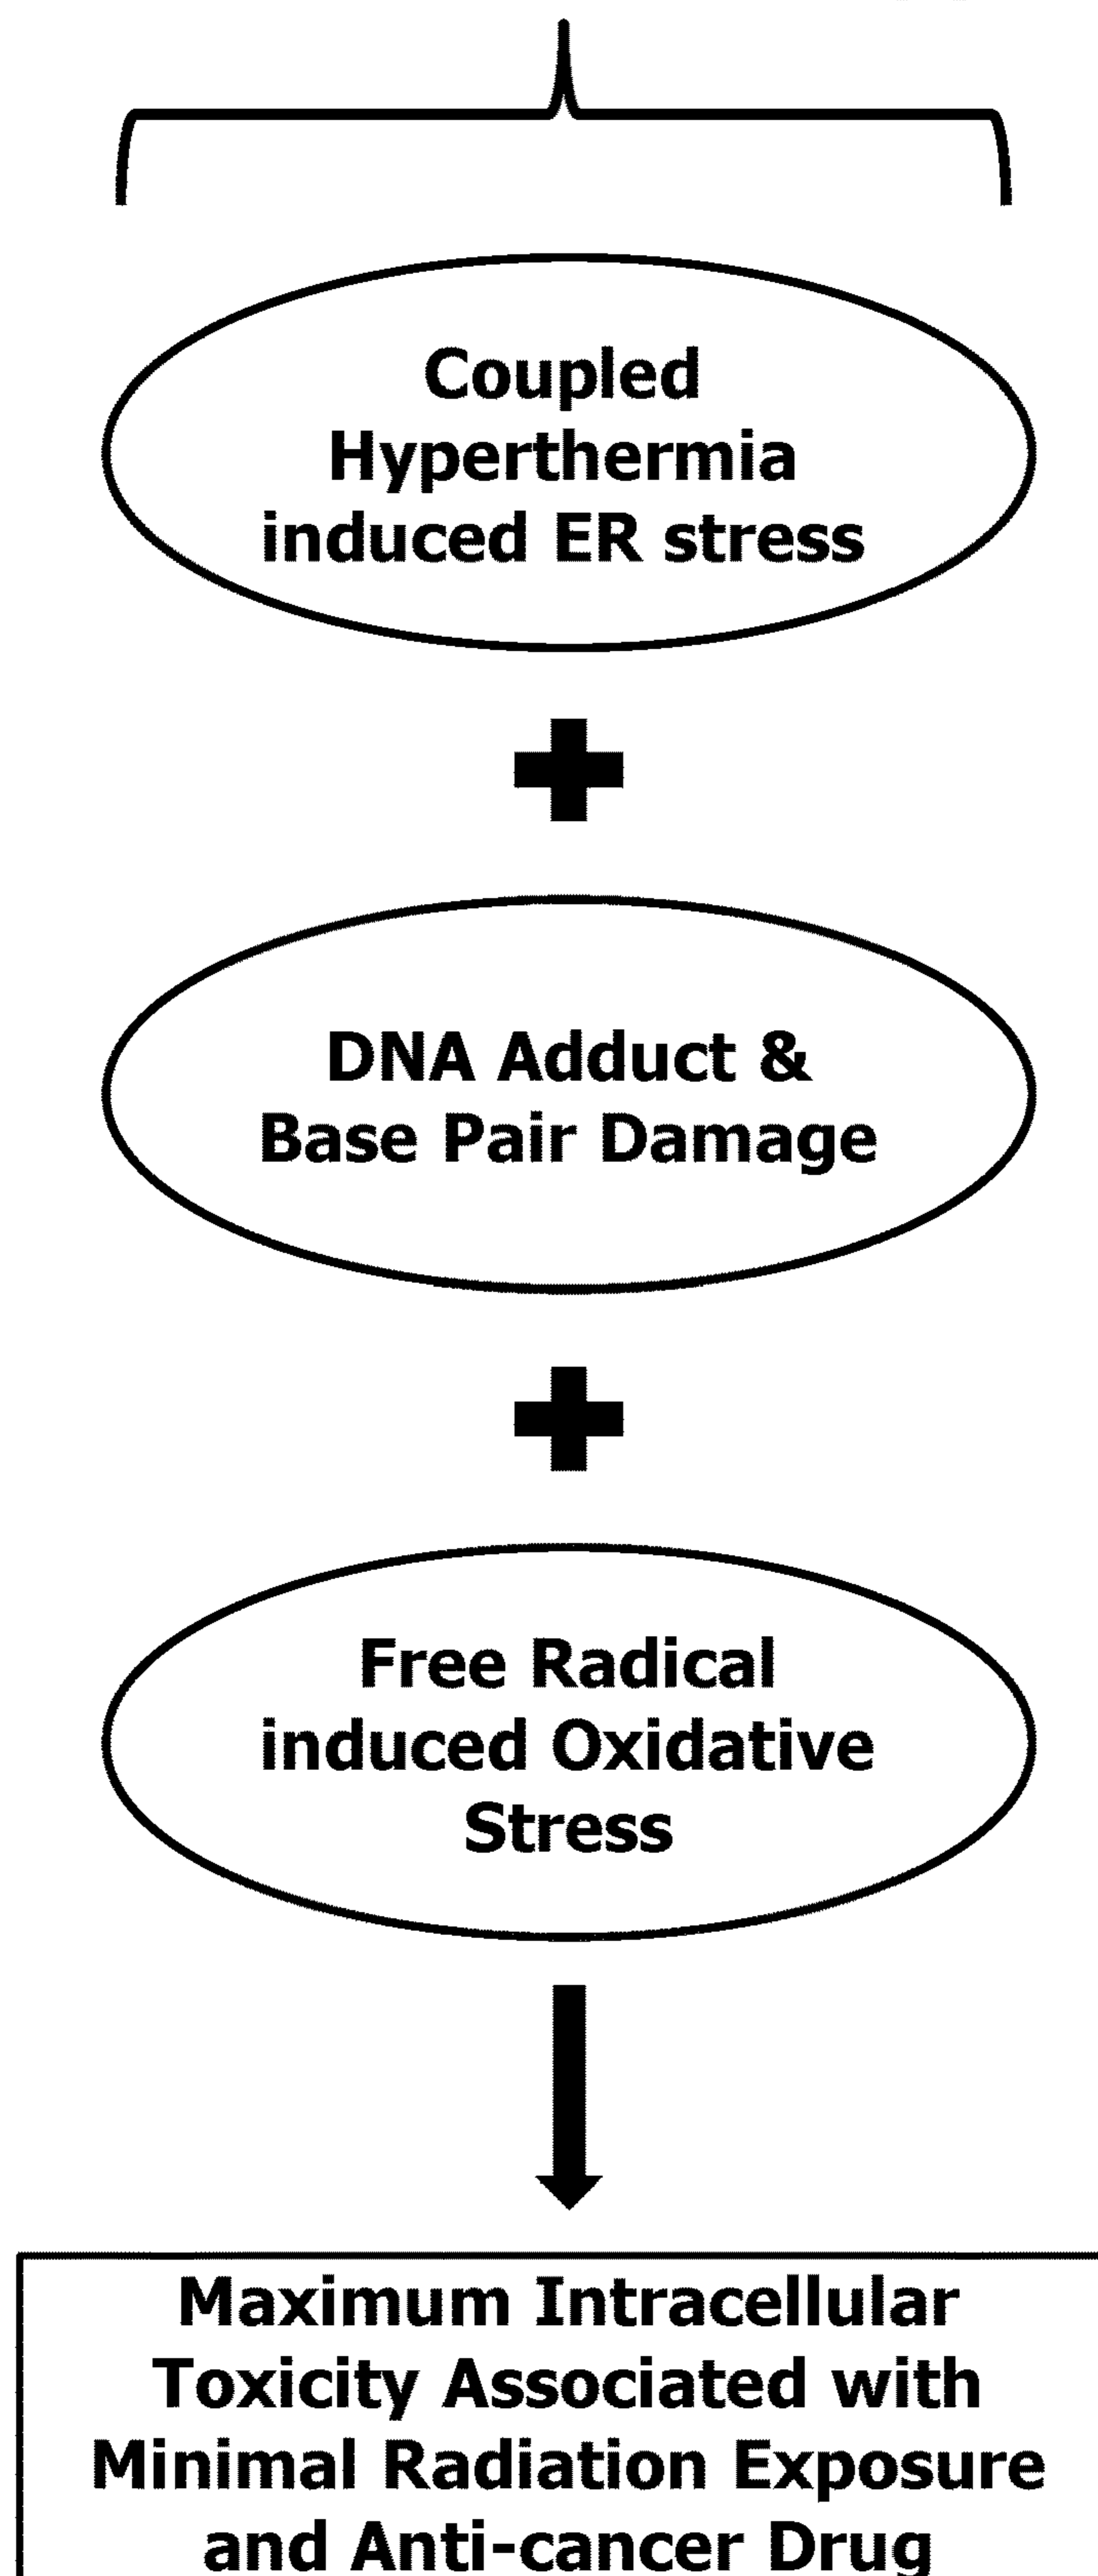 Coupled
Hyperthermia
induced ER stress
DNA Adduct &
Base Pair Damage
Free Radical
induced Oxidative
Stress
Maximum Intracellular
Toxicity Associated with
Minimal Radiation Exposure
and Anti-cancer Drug